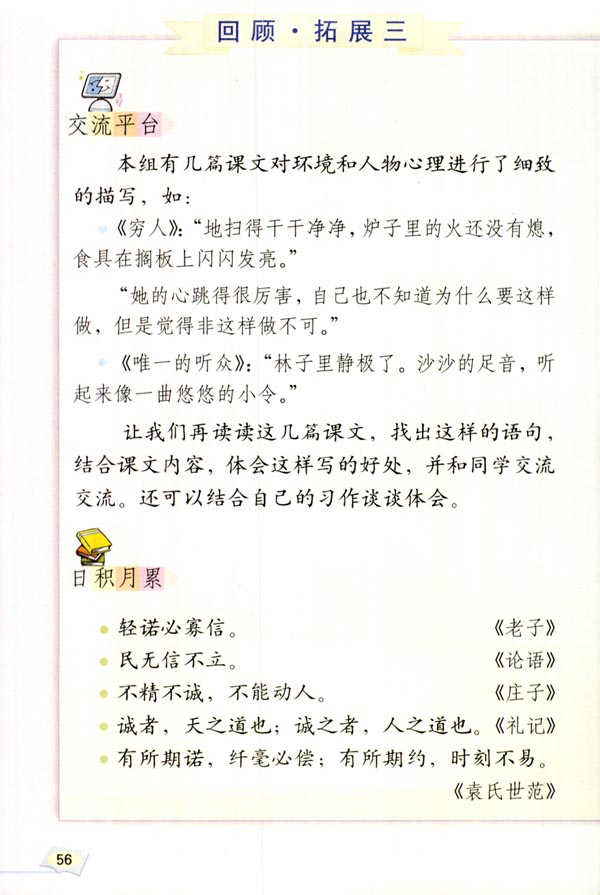 回顾·拓展三
交流平台
本组有几篇课文对环境和人物心理进行了细致
的描写，如：
《穷人》：“地扫得干干净净，炉子里的火还没有熄，
食具在搁板上闪闪发亮。”
“她的心跳得很厉害，自己也不知道为什么要这样
做，但是觉得非这样做不可。”
《唯一的听众》：“林子里静极了。沙沙的足音，听
起来像一曲悠悠的小令。”
让我们再读读这几篇课文，找出这样的语句，
结合课文内容，体会这样写的好处，并和同学交流
交流。还可以结合自己的习作谈谈体会。
日积月累
轻诺必寡信。 《老子》
民无信不立。 《论语》
不精不诚，不能动人。 《庄子》
诚者，天之道也；诚之者，人之道也。《礼记》
有所期诺，纤毫必偿；有所期约，时刻不易。
《袁氏世范》
56